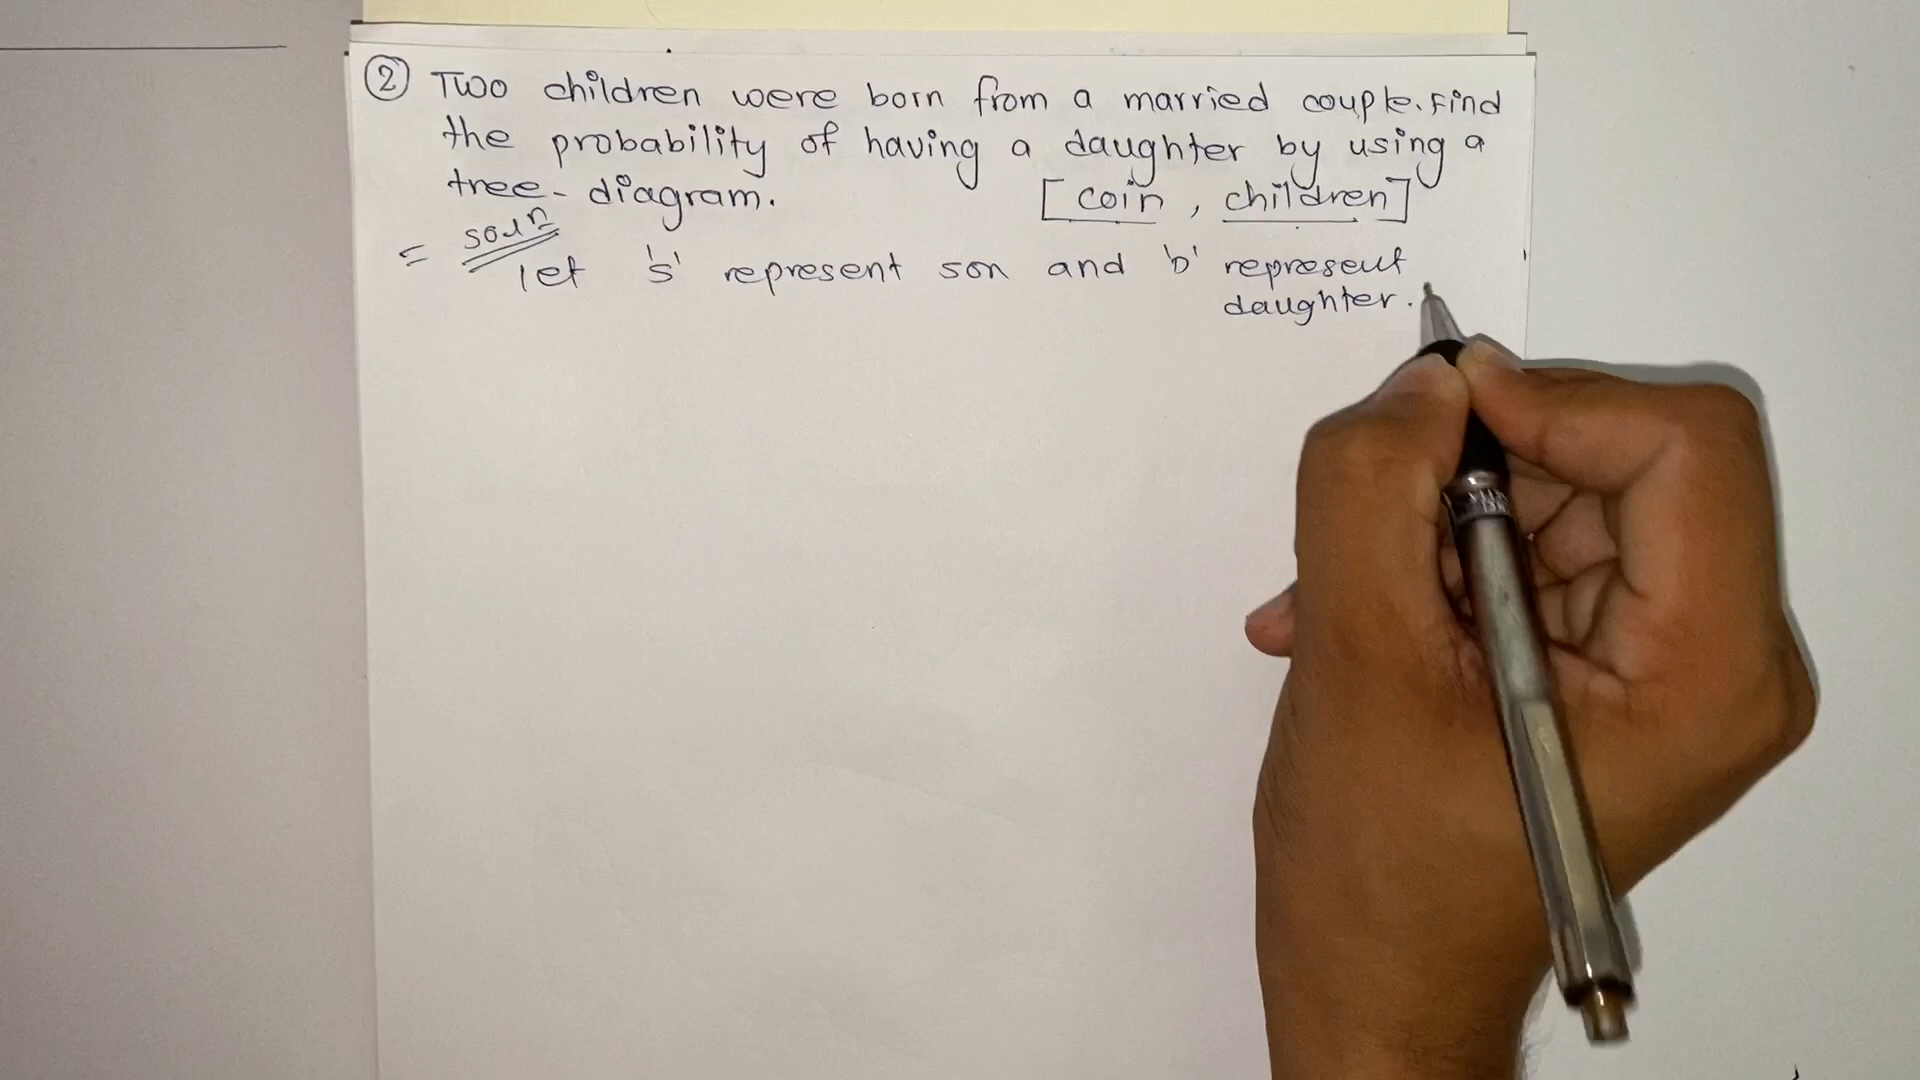 ② Two children were born from a married couple. Find
the probability of having a daughter by using a
tree-diagram. [coin, children]
= solⁿ
let 's' represent son and 'D' represent
daughter.